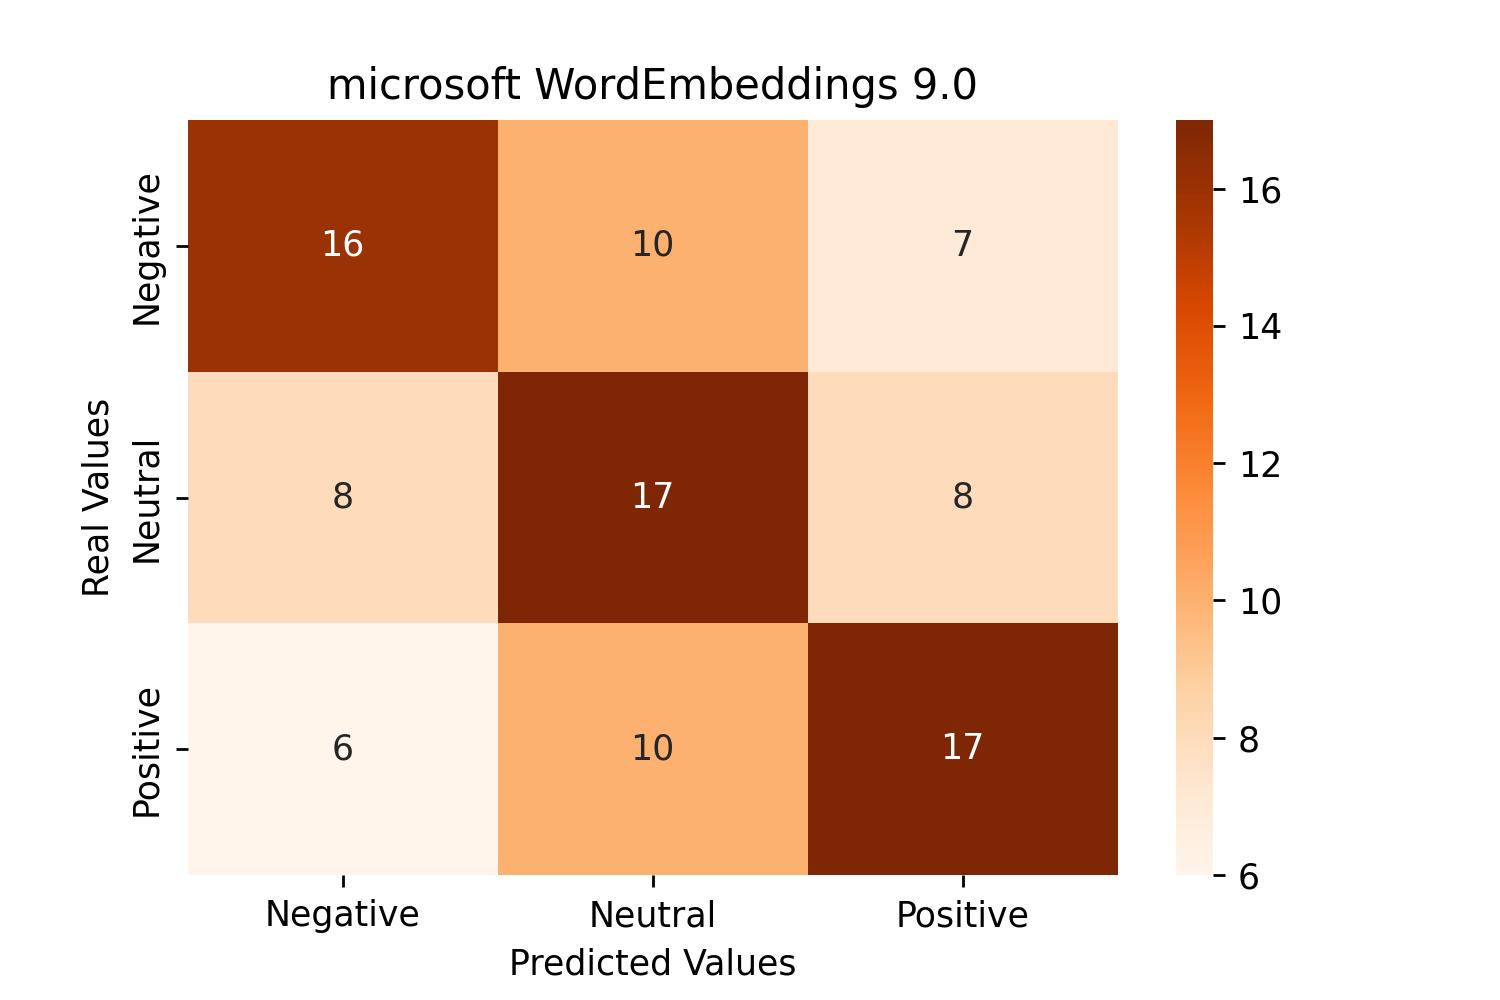 microsoft WordEmbeddings 9.0
Real Values
Negative
16 10 7
Neutral
8 17 8
Positive
6 10 17
Negative Neutral Positive
Predicted Values
16
14
12
10
8
6